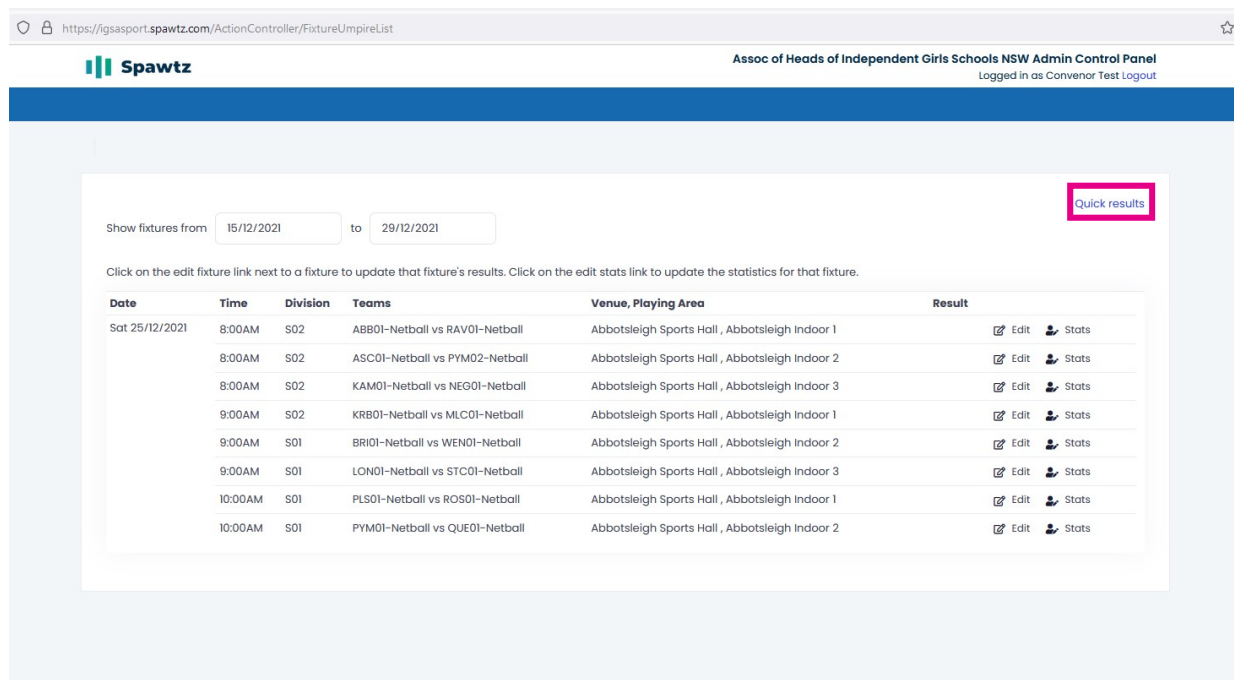 https://igsasport.spawtz.com/ActionController/FixtureUmpireList
Spawtz
Assoc of Heads of Independent Girls Schools NSW Admin Control Panel
Logged in as Convenor Test Logout
Quick results
Show fixtures from 15/12/2021 to 29/12/2021
Click on the edit fixture link next to a fixture to update that fixture's results. Click on the edit stats link to update the statistics for that fixture.
Date Time Division Teams Venue, Playing Area Result
Sat 25/12/2021 8:00AM S02 ABB01-Netball vs RAV01-Netball Abbotsleigh Sports Hall , Abbotsleigh Indoor 1 Edit Stats
8:00AM S02 ASC01-Netball vs PYM02-Netball Abbotsleigh Sports Hall , Abbotsleigh Indoor 2 Edit Stats
8:00AM S02 KAM01-Netball vs NEG01-Netball Abbotsleigh Sports Hall , Abbotsleigh Indoor 3 Edit Stats
9:00AM S02 KRB01-Netball vs MLC01-Netball Abbotsleigh Sports Hall , Abbotsleigh Indoor 1 Edit Stats
9:00AM S01 BRI01-Netball vs WEN01-Netball Abbotsleigh Sports Hall , Abbotsleigh Indoor 2 Edit Stats
9:00AM S01 LON01-Netball vs STC01-Netball Abbotsleigh Sports Hall , Abbotsleigh Indoor 3 Edit Stats
10:00AM S01 PLS01-Netball vs ROS01-Netball Abbotsleigh Sports Hall , Abbotsleigh Indoor 1 Edit Stats
10:00AM S01 PYM01-Netball vs QUE01-Netball Abbotsleigh Sports Hall , Abbotsleigh Indoor 2 Edit Stats